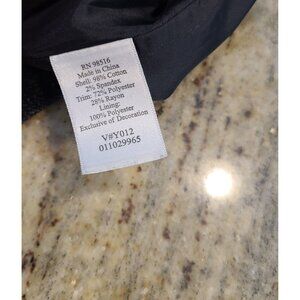 RN 98516
Made in China
Shell: 98% Cotton
2% Spandex
Trim: 72% Polyester
28% Rayon
Lining:
100% Polyester
Exclusive of Decoration
V#Y012
011029965